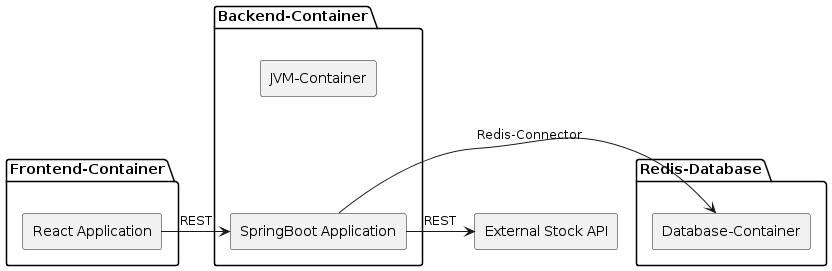 Backend-Container
JVM-Container
Redis-Connector
Frontend-Container
Redis-Database
React Application
REST
SpringBoot Application
REST
External Stock API
Database-Container